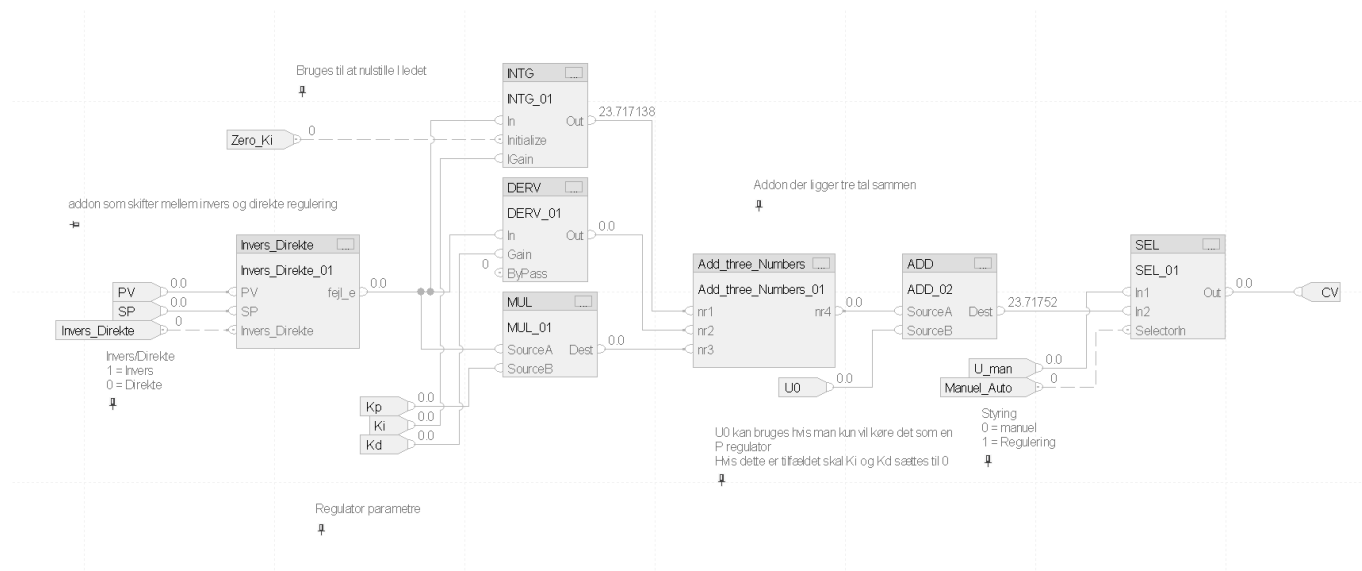 Bruges til at nulstille I ledet
INTG ...
INTG_01
In Out 23.717138
Zero_Ki 0 Initialize
IGain
DERV ...
DERV_01
In Out 0.0
Gain
0 ByPass
addon som skifter mellem invers og direkte regulering
Invers_Direkte ...
Invers_Direkte_01
PV 0.0 PV fejl_e 0.0
SP 0.0 SP
Invers_Direkte 0 Invers_Direkte
Invers/Direkte
1 = Invers
0 = Direkte
MUL ...
MUL_01
SourceA Dest 0.0
SourceB
Kp 0.0
Ki 0.0
Kd 0.0
Regulator parametre
Addon der ligger tre tal sammen
Add_three_Numbers ...
Add_three_Numbers_01
nr1 nr4 0.0
nr2
nr3
ADD ...
ADD_02
SourceA Dest 23.71752
SourceB
U0 0.0
U0 kan bruges hvis man kun vil køre det som en
P regulator
Hvis dette er tilfældet skal Ki og Kd sættes til 0
SEL ...
SEL_01
In1 Out 0.0 CV
In2
SelectorIn
U_man 0.0
Manuel_Auto 0
Styring
0 = manuel
1 = Regulering